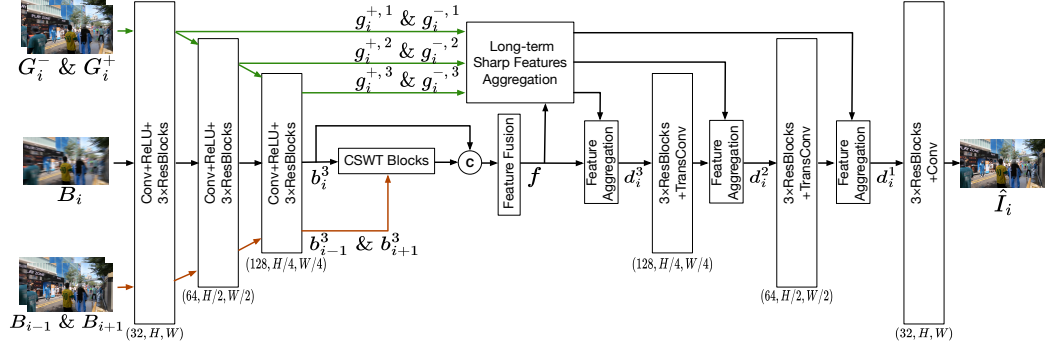 G_i^- & G_i^+
B_i
B_{i-1} & B_{i+1}
Conv+ReLU+
3×ResBlocks
(32, H, W)
Conv+ReLU+
3×ResBlocks
(64, H/2, W/2)
Conv+ReLU+
3×ResBlocks
(128, H/4, W/4)
g_i^{+,1} & g_i^{-,1}
g_i^{+,2} & g_i^{-,2}
g_i^{+,3} & g_i^{-,3}
b_i^3
CSWT Blocks
b_{i-1}^3 & b_{i+1}^3
C
Feature Fusion
f
Long-term
Sharp Features
Aggregation
Feature
Aggregation
d_i^3
3×ResBlocks
+TransConv
(128, H/4, W/4)
Feature
Aggregation
d_i^2
3×ResBlocks
+TransConv
(64, H/2, W/2)
Feature
Aggregation
d_i^1
3×ResBlocks
+Conv
(32, H, W)
Î_i